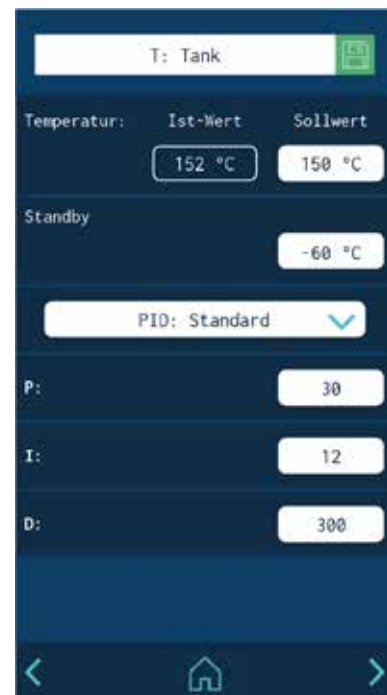 T: Tank
Temperatur: Ist-Wert Sollwert
152 °C 150 °C
Standby
-60 °C
PID: Standard
P: 30
I: 12
D: 300